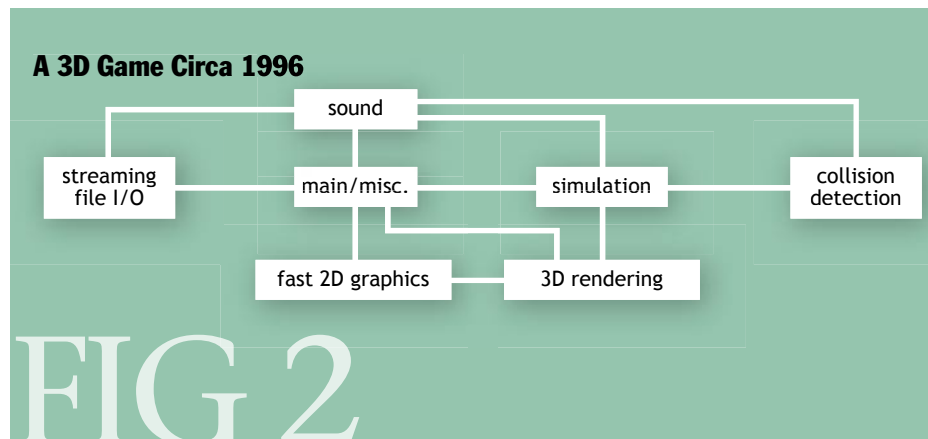 A 3D Game Circa 1996
sound
streaming
file I/O
main/misc.
simulation
collision
detection
fast 2D graphics
3D rendering
FIG 2